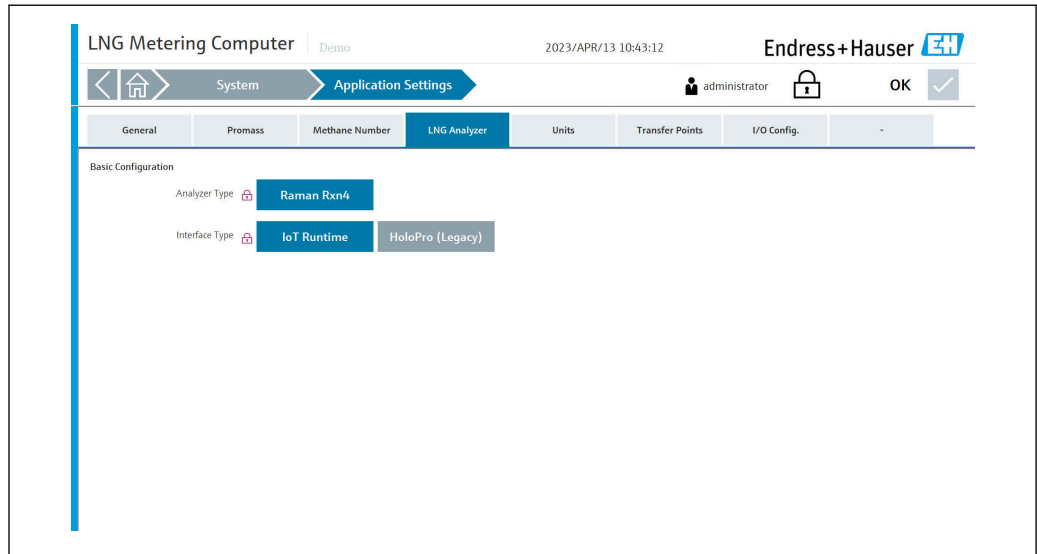 LNG Metering Computer Demo 2023/APR/13 10:43:12 Endress+Hauser EH
System Application Settings administrator OK
General Promass Methane Number LNG Analyzer Units Transfer Points I/O Config. -
Basic Configuration
Analyzer Type Raman Rxn4
Interface Type IoT Runtime HoloPro (Legacy)